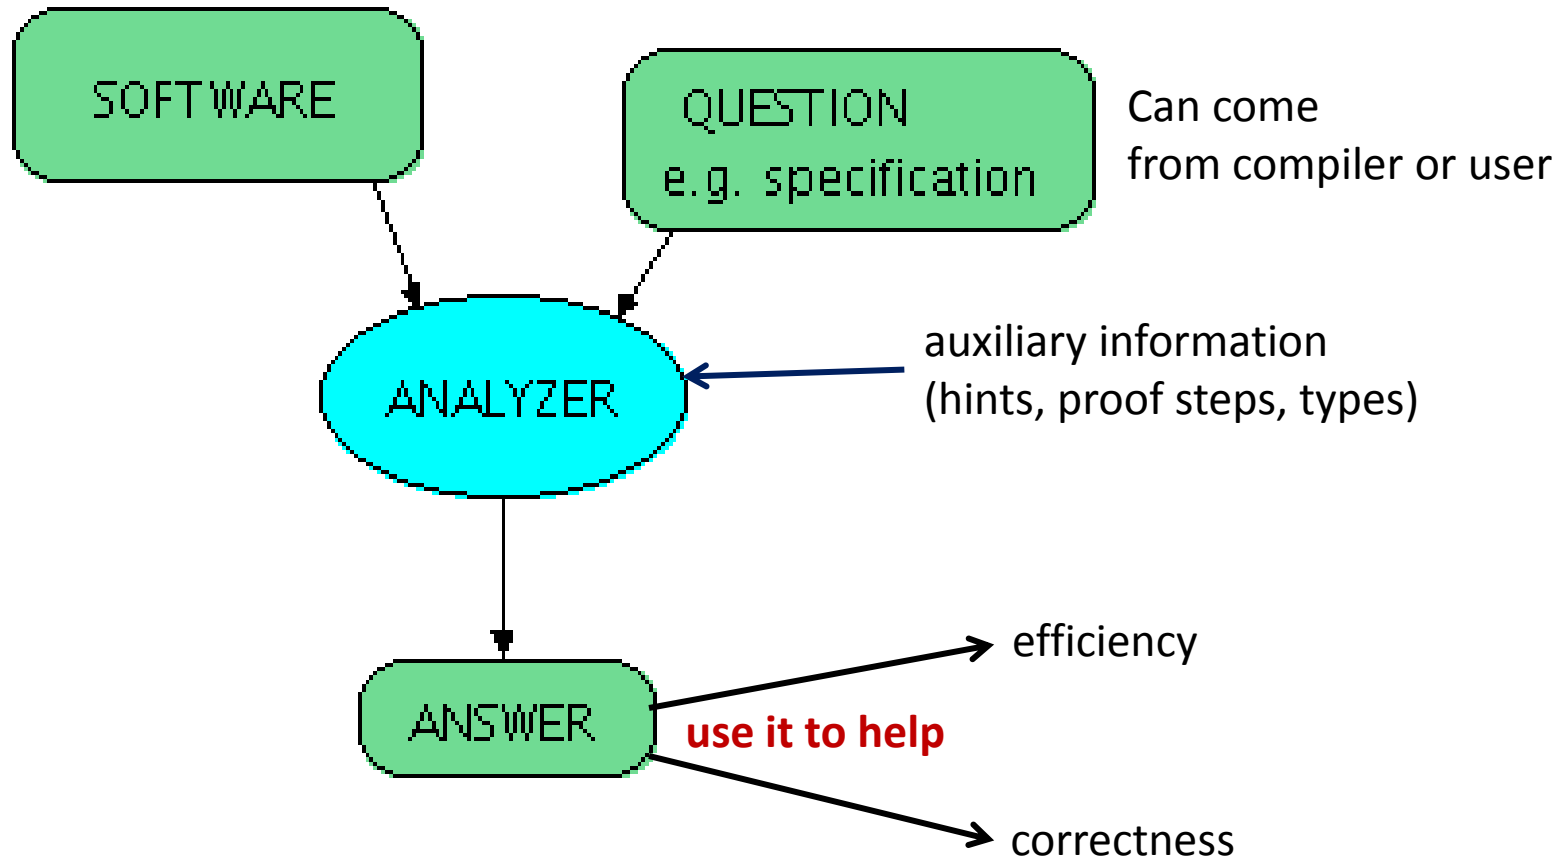 SOFTWARE
QUESTION
e.g. specification
Can come
from compiler or user
auxiliary information
(hints, proof steps, types)
ANALYZER
efficiency
ANSWER
use it to help
correctness